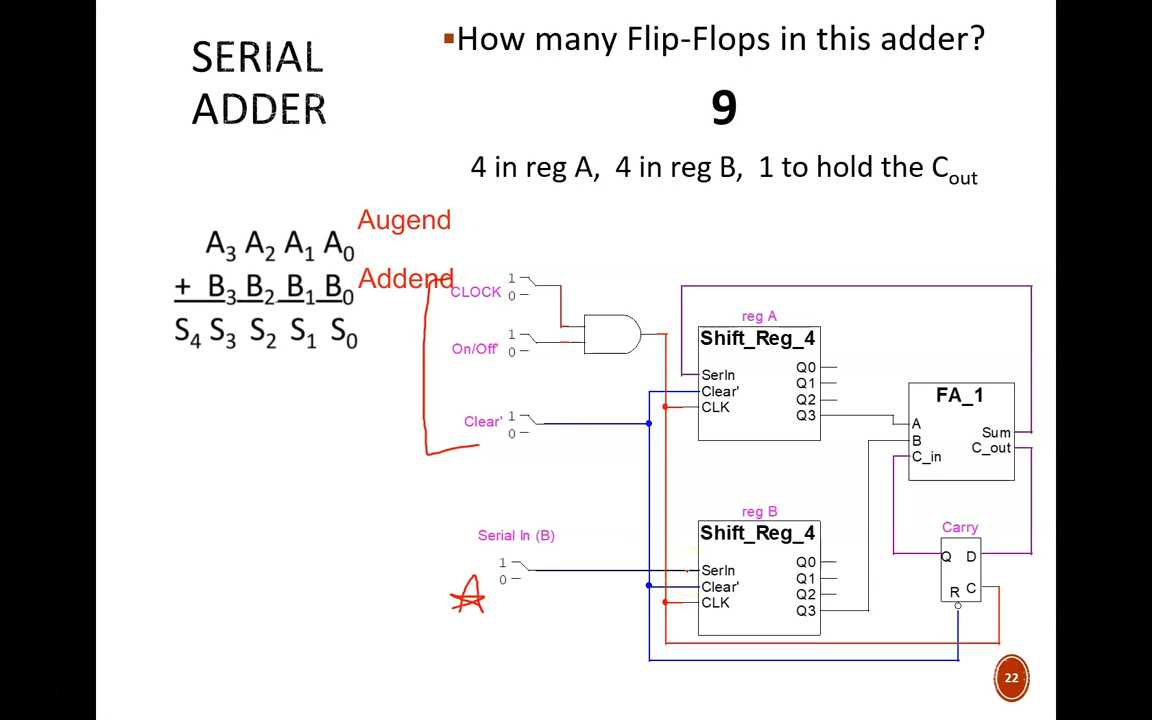 SERIAL
ADDER
▪How many Flip-Flops in this adder?
9
4 in reg A, 4 in reg B, 1 to hold the Cout
A3 A2 A1 A0
Augend
+ B3 B2 B1 B0
Addend
S4 S3 S2 S1 S0
CLOCK
1
0
On/Off'
1
0
Clear'
1
0
Serial In (B)
1
0
A
reg A
Shift_Reg_4
SerIn
Clear'
CLK
Q0
Q1
Q2
Q3
reg B
Shift_Reg_4
SerIn
Clear'
CLK
Q0
Q1
Q2
Q3
FA_1
A
B
C_in
Sum
C_out
Carry
Q D
R C
22